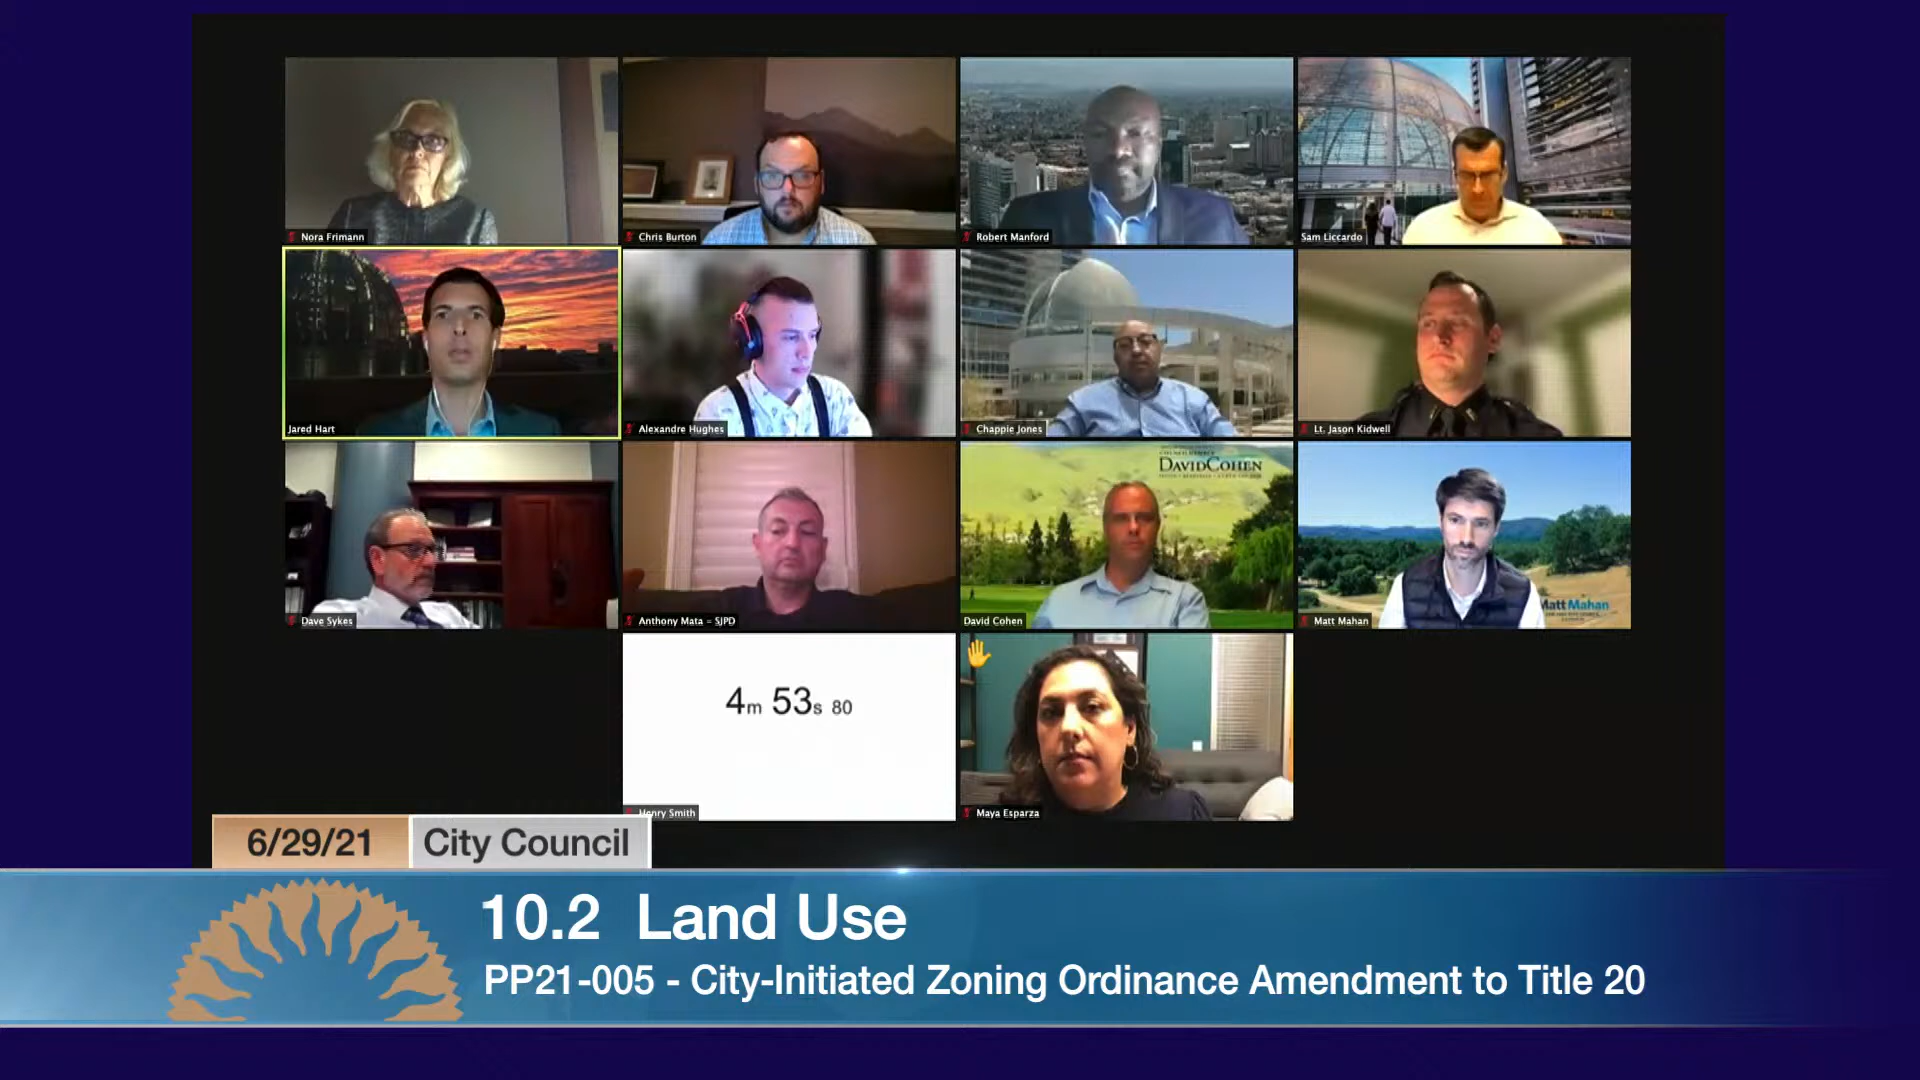 Nora Frimann
Chris Burton
Robert Manford
Sam Liccardo
Jared Hart
Alexandre Hughes
Chappie Jones
Lt. Jason Kidwell
DAVIDCOHEN
Dave Sykes
Anthony Mata - SJPD
David Cohen
Matt Mahan
Matt Mahan
4m 53s 80
Henry Smith
Maya Esparza
6/29/21
City Council
10.2 Land Use
PP21-005 - City-Initiated Zoning Ordinance Amendment to Title 20